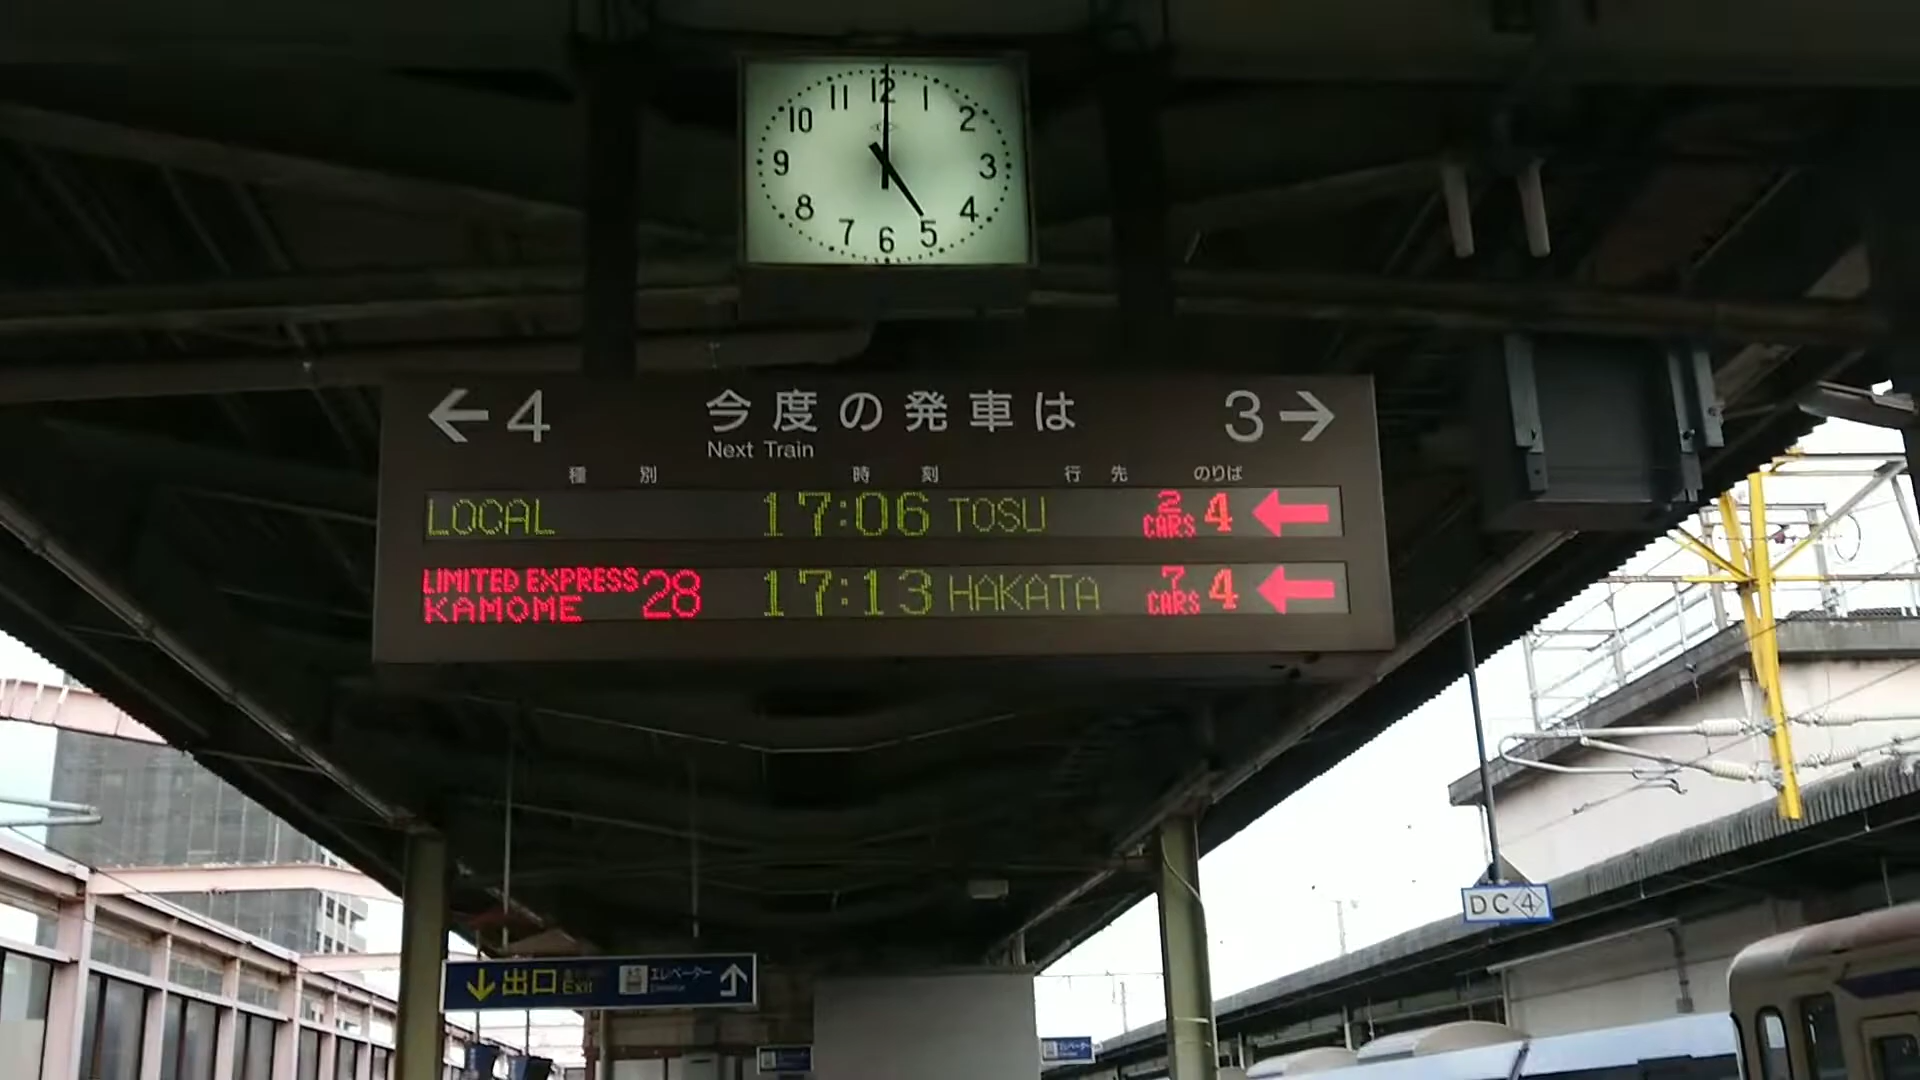 11 12 1
10 2
9 3
8 4
7 6 5
←4 今度の発車は 3→
Next Train
種別 時刻 行先 のりば
LOCAL 17:06 TOSU 2 CARS 4 ←
LIMITED EXPRESS KAMOME 28 17:13 HAKATA 7 CARS 4 ←
DC4
↓出口 Exit エレベーター ↑